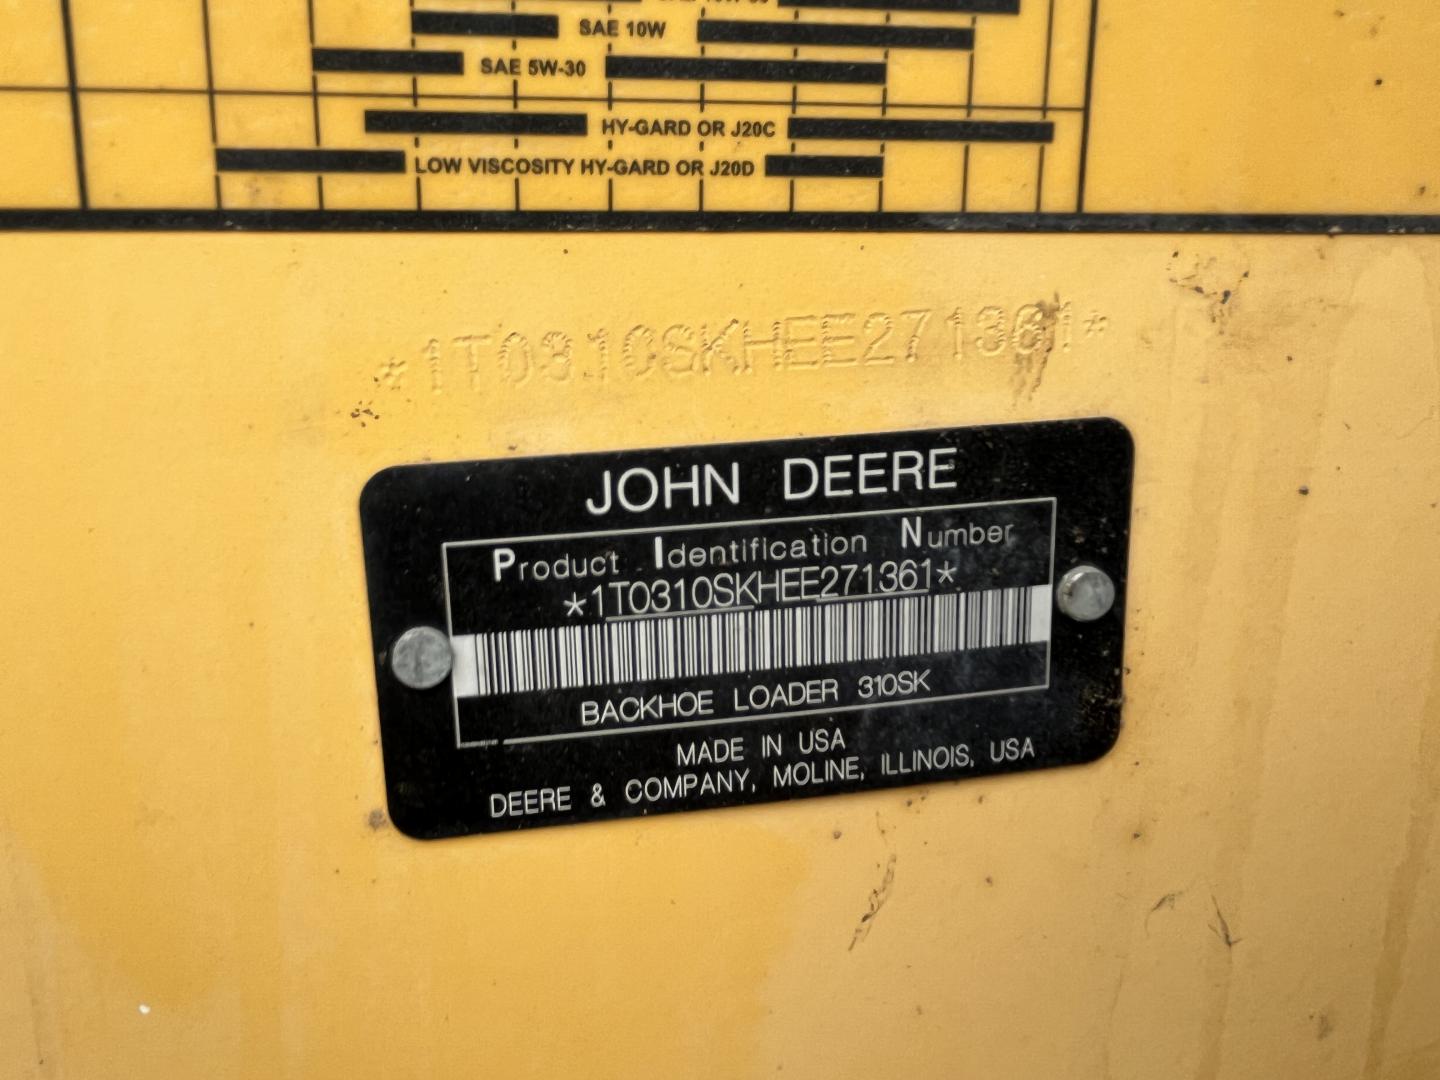 SAE 10W
SAE 5W-30
HY-GARD OR J20C
LOW VISCOSITY HY-GARD OR J20D
*1T0310SKHEE271361*
JOHN DEERE
Product Identification Number
*1T0310SKHEE271361*
BACKHOE LOADER 310SK
MADE IN USA
DEERE & COMPANY, MOLINE, ILLINOIS, USA